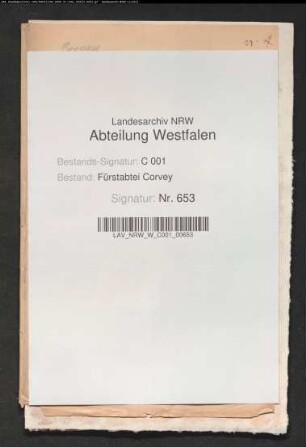 Landesarchiv NRW
Abteilung Westfalen
Bestands-Signatur: C 001
Bestand: Fürstabtei Corvey
Signatur: Nr. 653
LAV_NRW_W_C001_00653